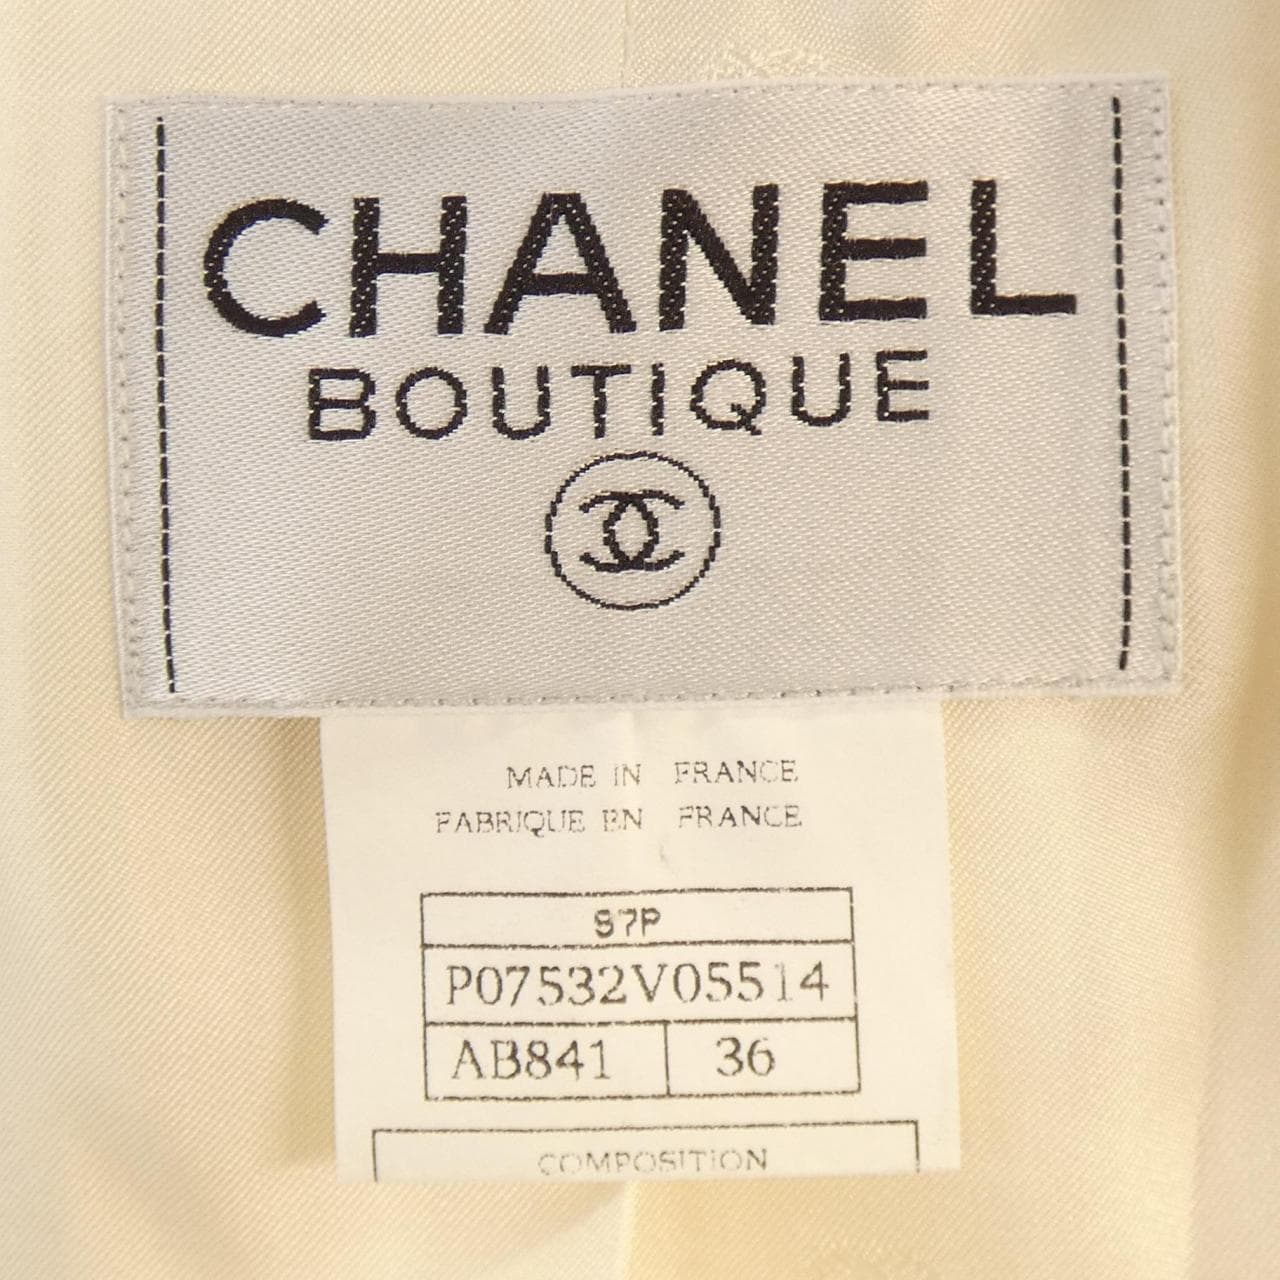 CHANEL
BOUTIQUE
MADE IN FRANCE
FABRIQUE EN FRANCE
97P
P07532V05514
AB841 36
COMPOSITION